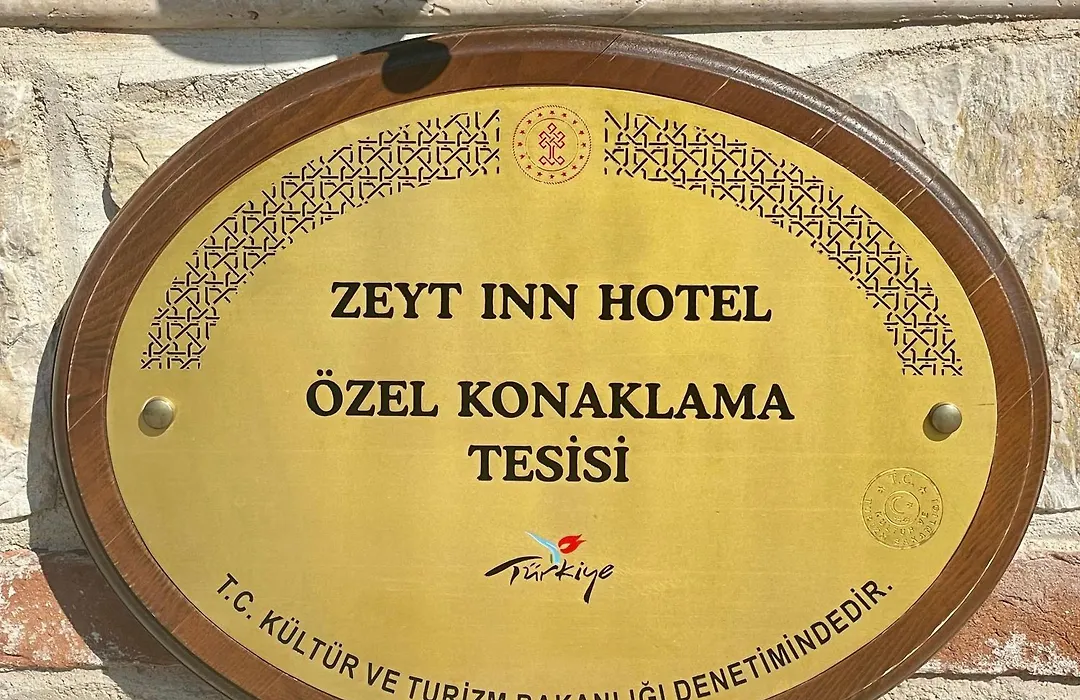 ZEYT INN HOTEL
ÖZEL KONAKLAMA
TESİSİ
Türkiye
T.C. KÜLTÜR VE TURİZM BAKANLIĞI DENETİMİNDEDİR.
T.C.